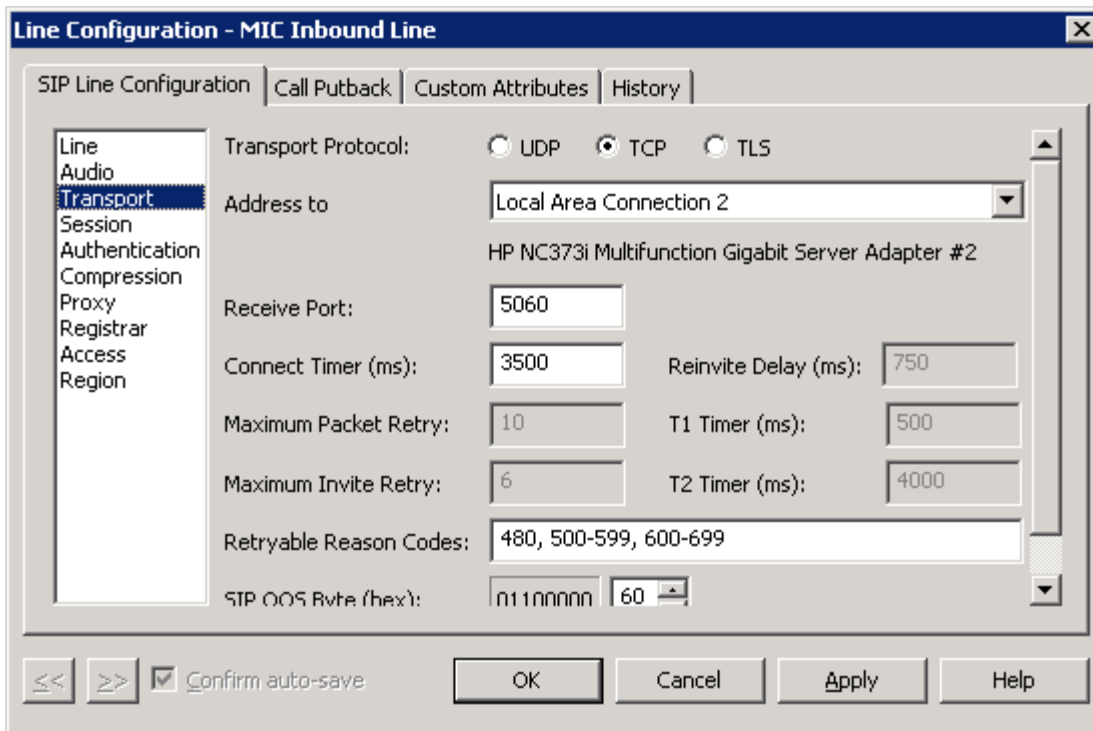 Line Configuration - MIC Inbound Line
SIP Line Configuration
Call Putback
Custom Attributes
History
Line
Audio
Transport
Session
Authentication
Compression
Proxy
Registrar
Access
Region
Transport Protocol:
UDP
TCP
TLS
Address to
Local Area Connection 2
HP NC373i Multifunction Gigabit Server Adapter #2
Receive Port:
5060
Connect Timer (ms):
3500
Reinvite Delay (ms):
750
Maximum Packet Retry:
10
T1 Timer (ms):
500
Maximum Invite Retry:
6
T2 Timer (ms):
4000
Retryable Reason Codes:
480, 500-599, 600-699
SIP QOS Byte (hex):
01100000
60
<<
>>
Confirm auto-save
OK
Cancel
Apply
Help